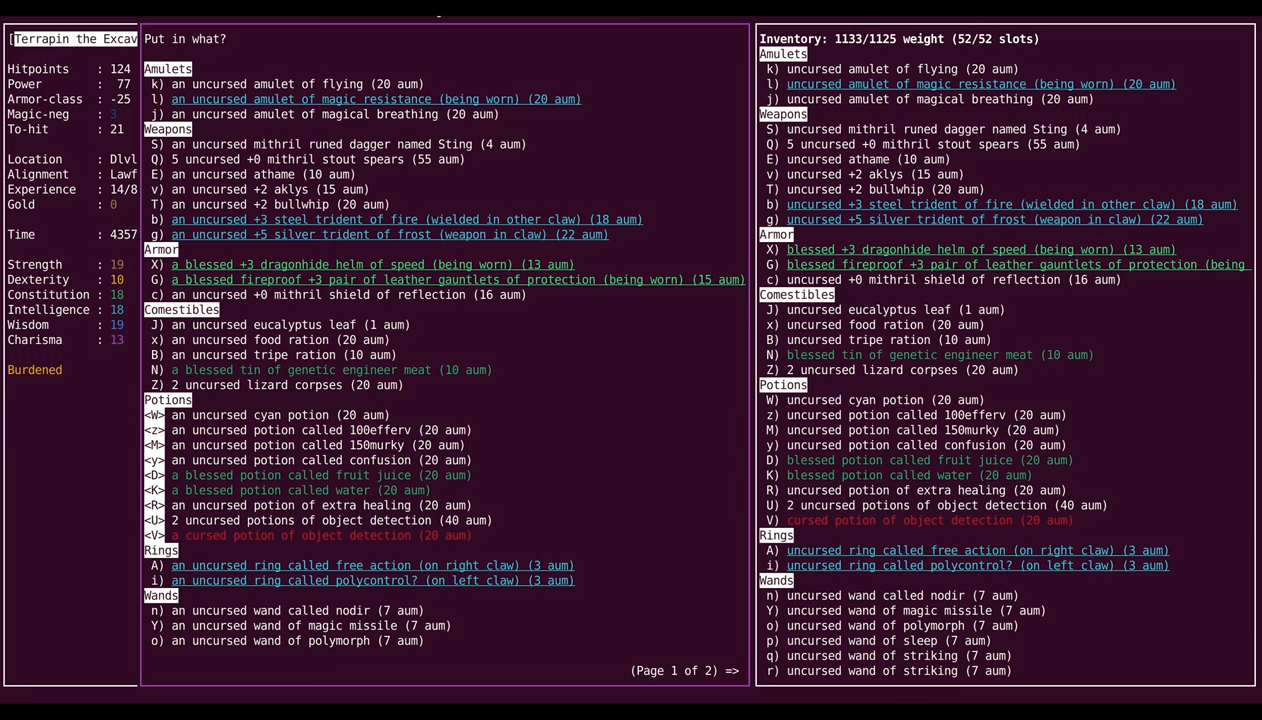 [Terrapin the Excav
Hitpoints : 124
Power : 77
Armor-class : -25
Magic-neg : 3
To-hit : 21
Location : Dlvl
Alignment : Lawf
Experience : 14/8
Gold : 0
Time : 4357
Strength : 19
Dexterity : 10
Constitution : 18
Intelligence : 18
Wisdom : 19
Charisma : 13
Burdened
Put in what?
Amulets
k) an uncursed amulet of flying (20 aum)
l) an uncursed amulet of magic resistance (being worn) (20 aum)
j) an uncursed amulet of magical breathing (20 aum)
Weapons
S) an uncursed mithril runed dagger named Sting (4 aum)
Q) 5 uncursed +0 mithril stout spears (55 aum)
E) an uncursed athame (10 aum)
v) an uncursed +2 aklys (15 aum)
T) an uncursed +2 bullwhip (20 aum)
b) an uncursed +3 steel trident of fire (wielded in other claw) (18 aum)
g) an uncursed +5 silver trident of frost (weapon in claw) (22 aum)
Armor
X) a blessed +3 dragonhide helm of speed (being worn) (13 aum)
G) a blessed fireproof +3 pair of leather gauntlets of protection (being worn) (15 aum)
c) an uncursed +0 mithril shield of reflection (16 aum)
Comestibles
J) an uncursed eucalyptus leaf (1 aum)
x) an uncursed food ration (20 aum)
B) an uncursed tripe ration (10 aum)
N) a blessed tin of genetic engineer meat (10 aum)
Z) 2 uncursed lizard corpses (20 aum)
Potions
<W> an uncursed cyan potion (20 aum)
<z> an uncursed potion called 100efferv (20 aum)
<M> an uncursed potion called 150murky (20 aum)
<y> an uncursed potion called confusion (20 aum)
<D> a blessed potion called fruit juice (20 aum)
<K> a blessed potion called water (20 aum)
<R> an uncursed potion of extra healing (20 aum)
<U> 2 uncursed potions of object detection (40 aum)
<V> a cursed potion of object detection (20 aum)
Rings
A) an uncursed ring called free action (on right claw) (3 aum)
i) an uncursed ring called polycontrol? (on left claw) (3 aum)
Wands
n) an uncursed wand called nodir (7 aum)
Y) an uncursed wand of magic missile (7 aum)
o) an uncursed wand of polymorph (7 aum)
(Page 1 of 2) =>
Inventory: 1133/1125 weight (52/52 slots)
Amulets
k) uncursed amulet of flying (20 aum)
l) uncursed amulet of magic resistance (being worn) (20 aum)
j) uncursed amulet of magical breathing (20 aum)
Weapons
S) uncursed mithril runed dagger named Sting (4 aum)
Q) 5 uncursed +0 mithril stout spears (55 aum)
E) uncursed athame (10 aum)
v) uncursed +2 aklys (15 aum)
T) uncursed +2 bullwhip (20 aum)
b) uncursed +3 steel trident of fire (wielded in other claw) (18 aum)
g) uncursed +5 silver trident of frost (weapon in claw) (22 aum)
Armor
X) blessed +3 dragonhide helm of speed (being worn) (13 aum)
G) blessed fireproof +3 pair of leather gauntlets of protection (being
c) uncursed +0 mithril shield of reflection (16 aum)
Comestibles
J) uncursed eucalyptus leaf (1 aum)
x) uncursed food ration (20 aum)
B) uncursed tripe ration (10 aum)
N) blessed tin of genetic engineer meat (10 aum)
Z) 2 uncursed lizard corpses (20 aum)
Potions
W) uncursed cyan potion (20 aum)
z) uncursed potion called 100efferv (20 aum)
M) uncursed potion called 150murky (20 aum)
y) uncursed potion called confusion (20 aum)
D) blessed potion called fruit juice (20 aum)
K) blessed potion called water (20 aum)
R) uncursed potion of extra healing (20 aum)
U) 2 uncursed potions of object detection (40 aum)
V) cursed potion of object detection (20 aum)
Rings
A) uncursed ring called free action (on right claw) (3 aum)
i) uncursed ring called polycontrol? (on left claw) (3 aum)
Wands
n) uncursed wand called nodir (7 aum)
Y) uncursed wand of magic missile (7 aum)
o) uncursed wand of polymorph (7 aum)
p) uncursed wand of sleep (7 aum)
q) uncursed wand of striking (7 aum)
r) uncursed wand of striking (7 aum)